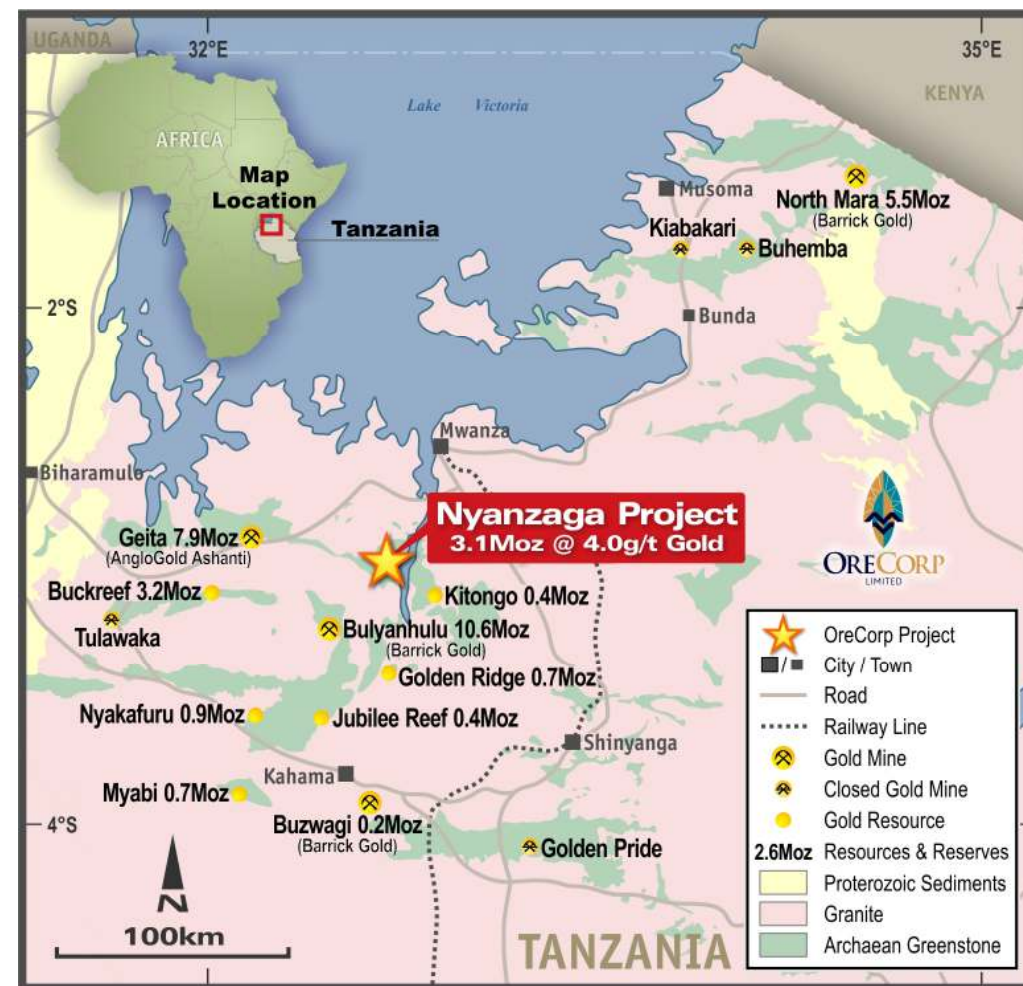 UGANDA
32°E
35°E
KENYA
Lake Victoria
AFRICA
Map
Location
Tanzania
Musoma
North Mara 5.5Moz
(Barrick Gold)
Kiabakari
Buhemba
2°S
Bunda
Mwanza
Biharamulo
Nyanzaga Project
3.1Moz @ 4.0g/t Gold
Geita 7.9Moz
(AngloGold Ashanti)
ORECORP
LIMITED
Buckreef 3.2Moz
Kitongo 0.4Moz
Tulawaka
Bulyanhulu 10.6Moz
(Barrick Gold)
Golden Ridge 0.7Moz
Nyakafuru 0.9Moz
Jubilee Reef 0.4Moz
Shinyanga
Kahama
Myabi 0.7Moz
Buzwagi 0.2Moz
(Barrick Gold)
4°S
Golden Pride
N
100km
TANZANIA
OreCorp Project
/ City / Town
Road
Railway Line
Gold Mine
Closed Gold Mine
Gold Resource
2.6Moz Resources & Reserves
Proterozoic Sediments
Granite
Archaean Greenstone